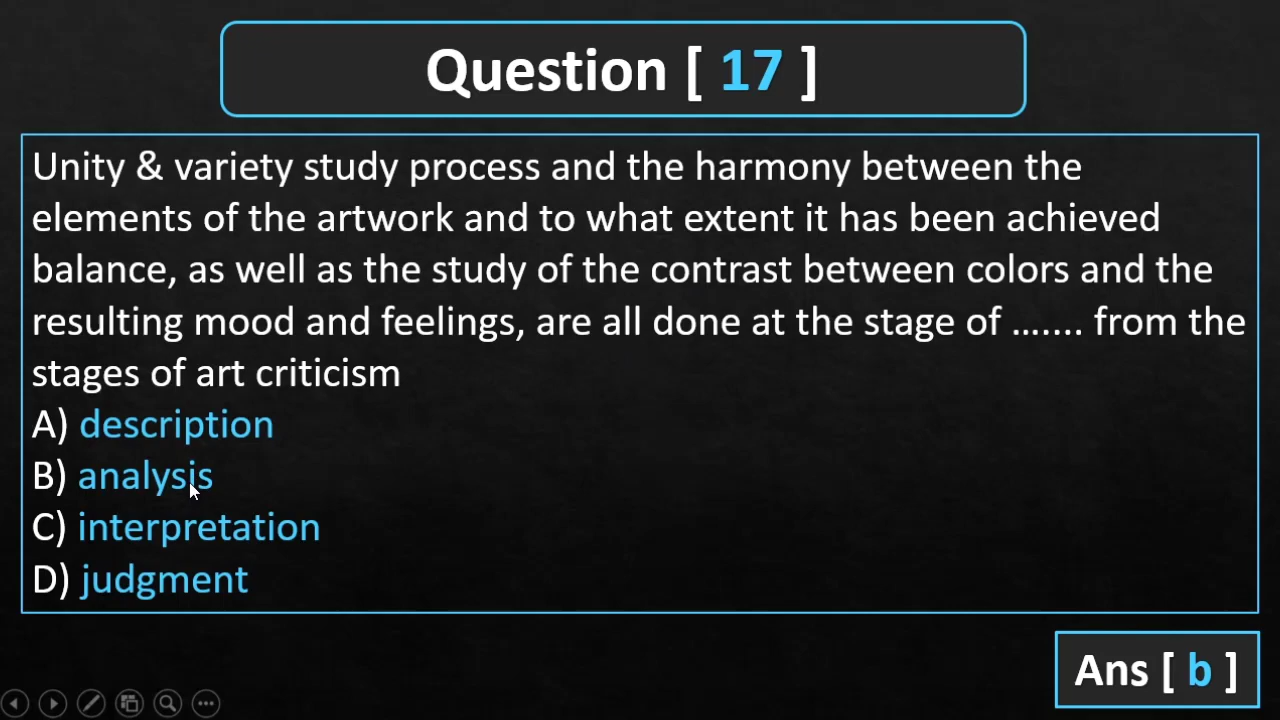 Question [ 17 ]
Unity & variety study process and the harmony between the
elements of the artwork and to what extent it has been achieved
balance, as well as the study of the contrast between colors and the
resulting mood and feelings, are all done at the stage of ....... from the
stages of art criticism
A) description
B) analysis
C) interpretation
D) judgment
Ans [ b ]